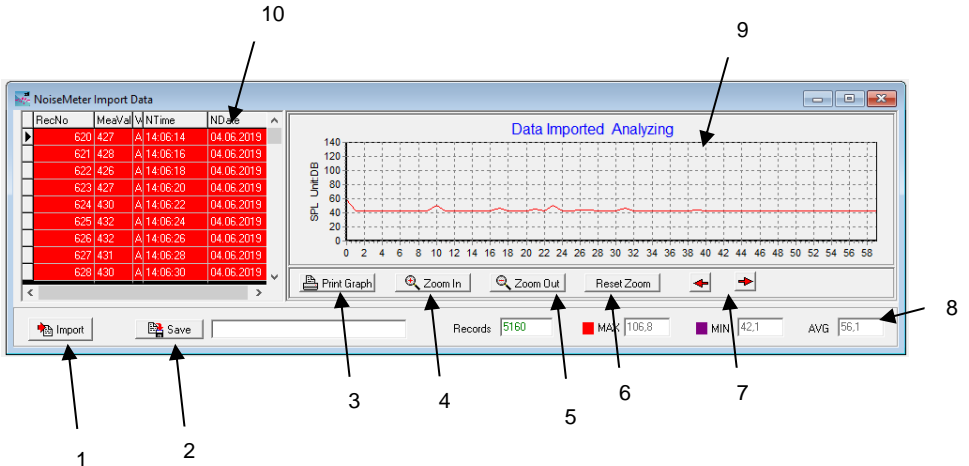 10
9
NoiseMeter Import Data
RecNo MeaVal V NTime NDate
620 427 A 14:06:14 04.06.2019
621 428 A 14:06:16 04.06.2019
622 426 A 14:06:18 04.06.2019
623 427 A 14:06:20 04.06.2019
624 430 A 14:06:22 04.06.2019
625 432 A 14:06:24 04.06.2019
626 432 A 14:06:26 04.06.2019
627 431 A 14:06:28 04.06.2019
628 430 A 14:06:30 04.06.2019
Data Imported Analyzing
SPL Unit:DB
140
120
100
80
60
40
20
0
0 2 4 6 8 10 12 14 16 18 20 22 24 26 28 30 32 34 36 38 40 42 44 46 48 50 52 54 56 58
Print Graph Zoom In Zoom Out Reset Zoom
Import Save Records 5160 MAX 106,8 MIN 42,1 AVG 56,1
8
3 4 5 6 7
1 2